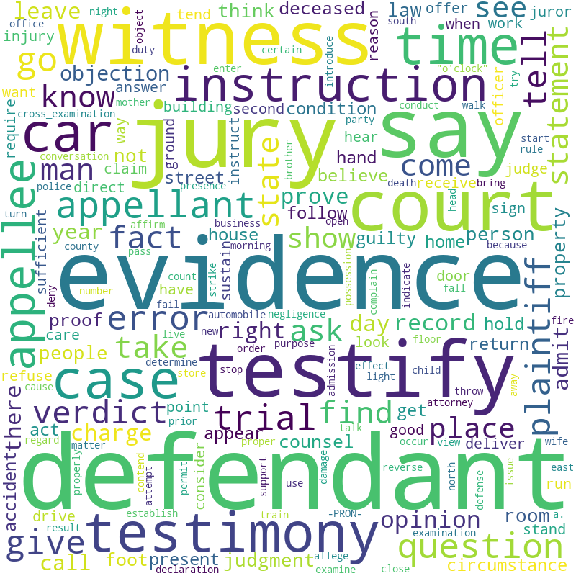 leave night think deceased see law offer juror when work south
go witness time tell
office duty tend certain reason object "o'clock" try
injury objection instruction enter introduce
want know answer building second condition officer statement
cross_examination mother party conduct walk start rule
require conversation way not ground instruct hear brother
car jury say
police man claim direct street state hand believe come receive judge bring
turn affirm presence death head sign
appellee appellant prove court
sufficient year fact house sustain follow show guilty home person property
county pass business morning open because
deny count strike possession complain indicate door fall
evidence
number have fail automobile negligence
proof error right ask day record hold plaintiff admit fire
care live new order purpose admission effect light child look floor return
people determine stop
refuse take case testify throw away
cause store attorney
there verdict point trial find get place
regard act charge prior appear good deliver
matter proper counsel talk occur view wife
accident properly contend attempt permit consider support damage reverse north defense issue east run
defendant
drive establish use -PRON- room a. stand
result train allege examination
give testimony opinion question
call foot present judgment examine close circumstance
declaration